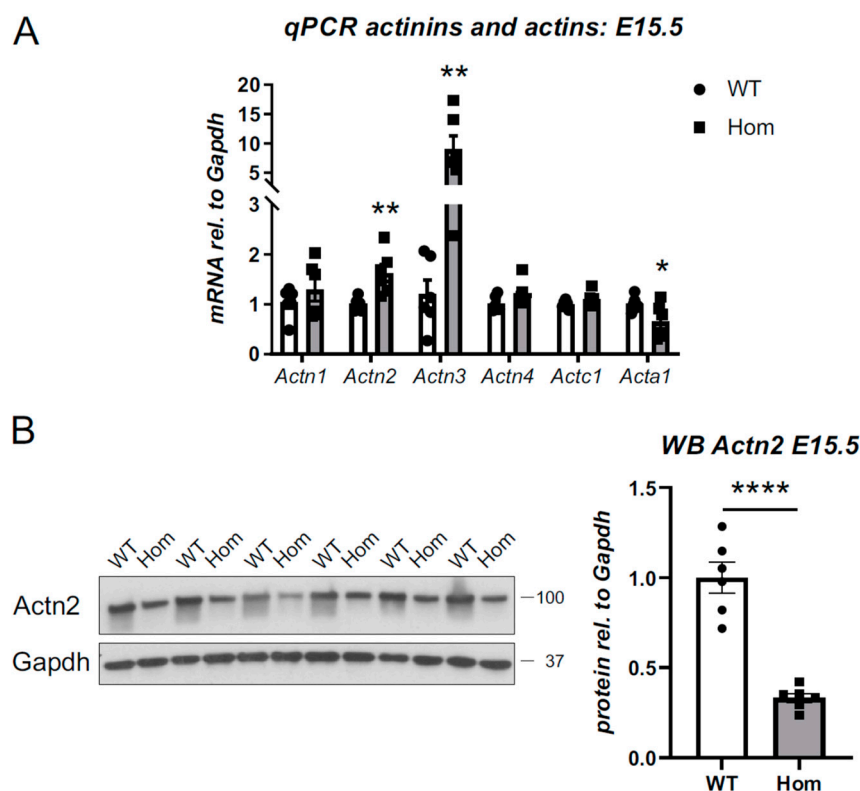 A
qPCR actinins and actins: E15.5
mRNA rel. to Gapdh
20
15
10
5
3
2
1
0
** ** *
WT
Hom
Actn1 Actn2 Actn3 Actn4 Actc1 Acta1
B
WT Hom WT Hom WT Hom WT Hom WT Hom WT Hom
Actn2
100
Gapdh
37
WB Actn2 E15.5
protein rel. to Gapdh
1.5
1.0
0.5
0.0
****
WT Hom